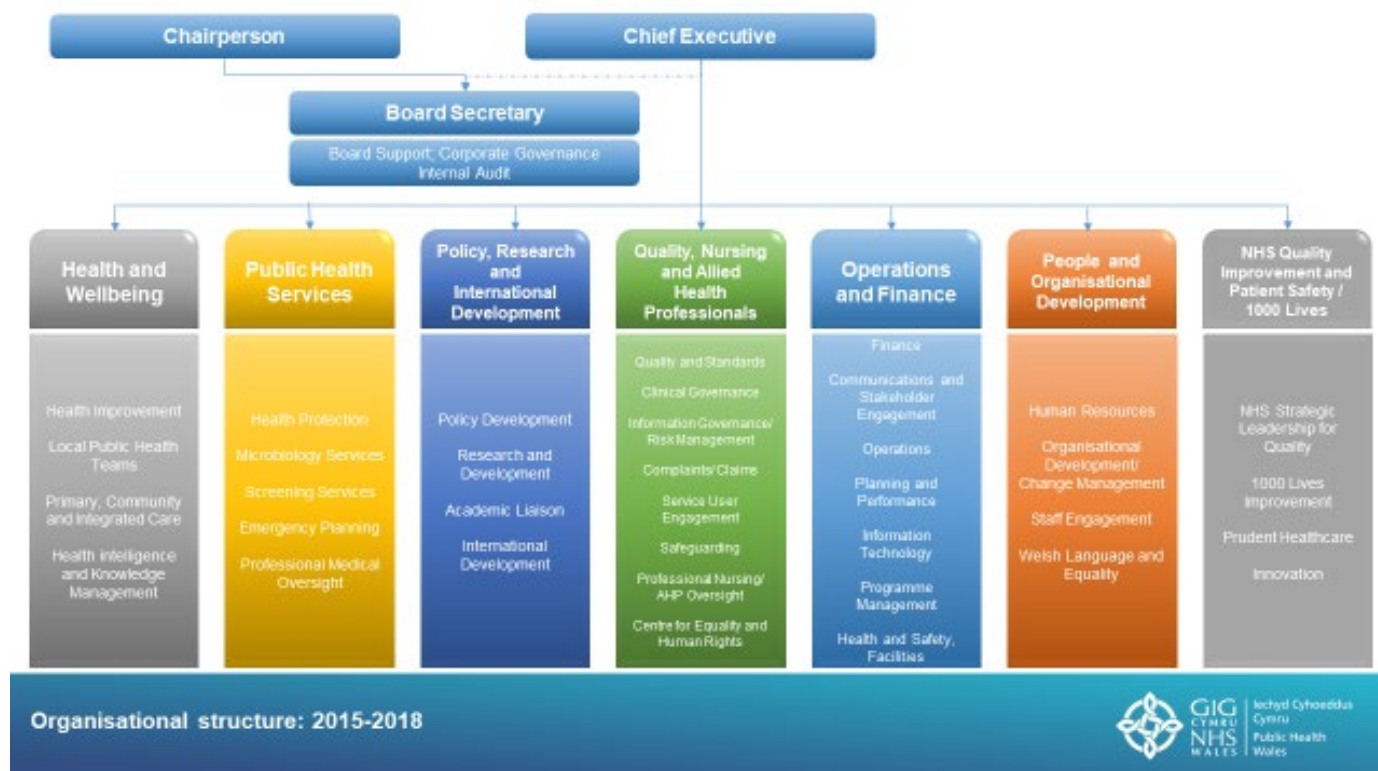 Chairperson
Chief Executive
Board Secretary
Board Support; Corporate Governance
Internal Audit
Health and
Wellbeing
Health Improvement
Local Public Health
Teams
Primary, Community
and Integrated Care
Health intelligence
and Knowledge
Management
Public Health
Services
Health Protection
Microbiology Services
Screening Services
Emergency Planning
Professional Medical
Oversight
Policy, Research
and
International
Development
Policy Development
Research and
Development
Academic Liaison
International
Development
Quality, Nursing
and Allied
Health
Professionals
Quality and Standards
Clinical Governance
Information Governance/
Risk Management
Complaints/Claims
Service User
Engagement
Safeguarding
Professional Nursing/
AHP Oversight
Centre for Equality and
Human Rights
Operations
and Finance
Finance
Communications and
Stakeholder
Engagement
Operations
Planning and
Performance
Information
Technology
Programme
Management
Health and Safety,
Facilities
People and
Organisational
Development
Human Resources
Organisational
Development/
Change Management
Staff Engagement
Welsh Language and
Equality
NHS Quality
Improvement and
Patient Safety /
1000 Lives
NHS Strategic
Leadership for
Quality
1000 Lives
Improvement
Prudent Healthcare
Innovation
Organisational structure: 2015-2018
GIG
CYMRU
NHS
WALES
Iechyd Cyhoeddus
Cymru
Public Health
Wales